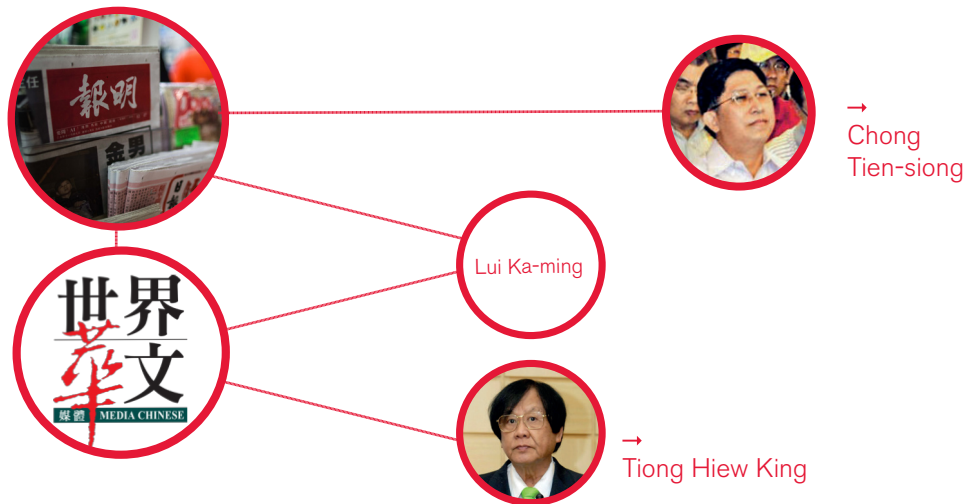 明報
→
Chong
Tien-siong
Lui Ka-ming
世界
華文
媒體 MEDIA CHINESE
→
Tiong Hiew King